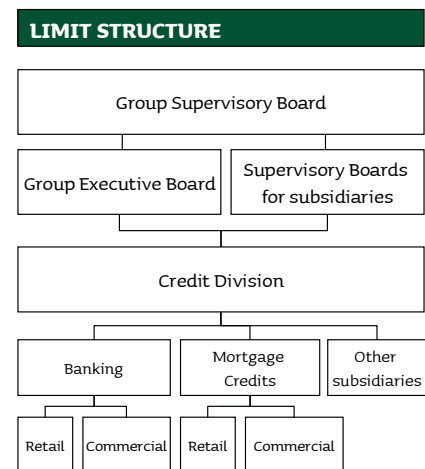 LIMIT STRUCTURE
Group Supervisory Board
Group Executive Board
Supervisory Boards
for subsidiaries
Credit Division
Banking
Mortgage
Credits
Other
subsidiaries
Retail
Commercial
Retail
Commercial